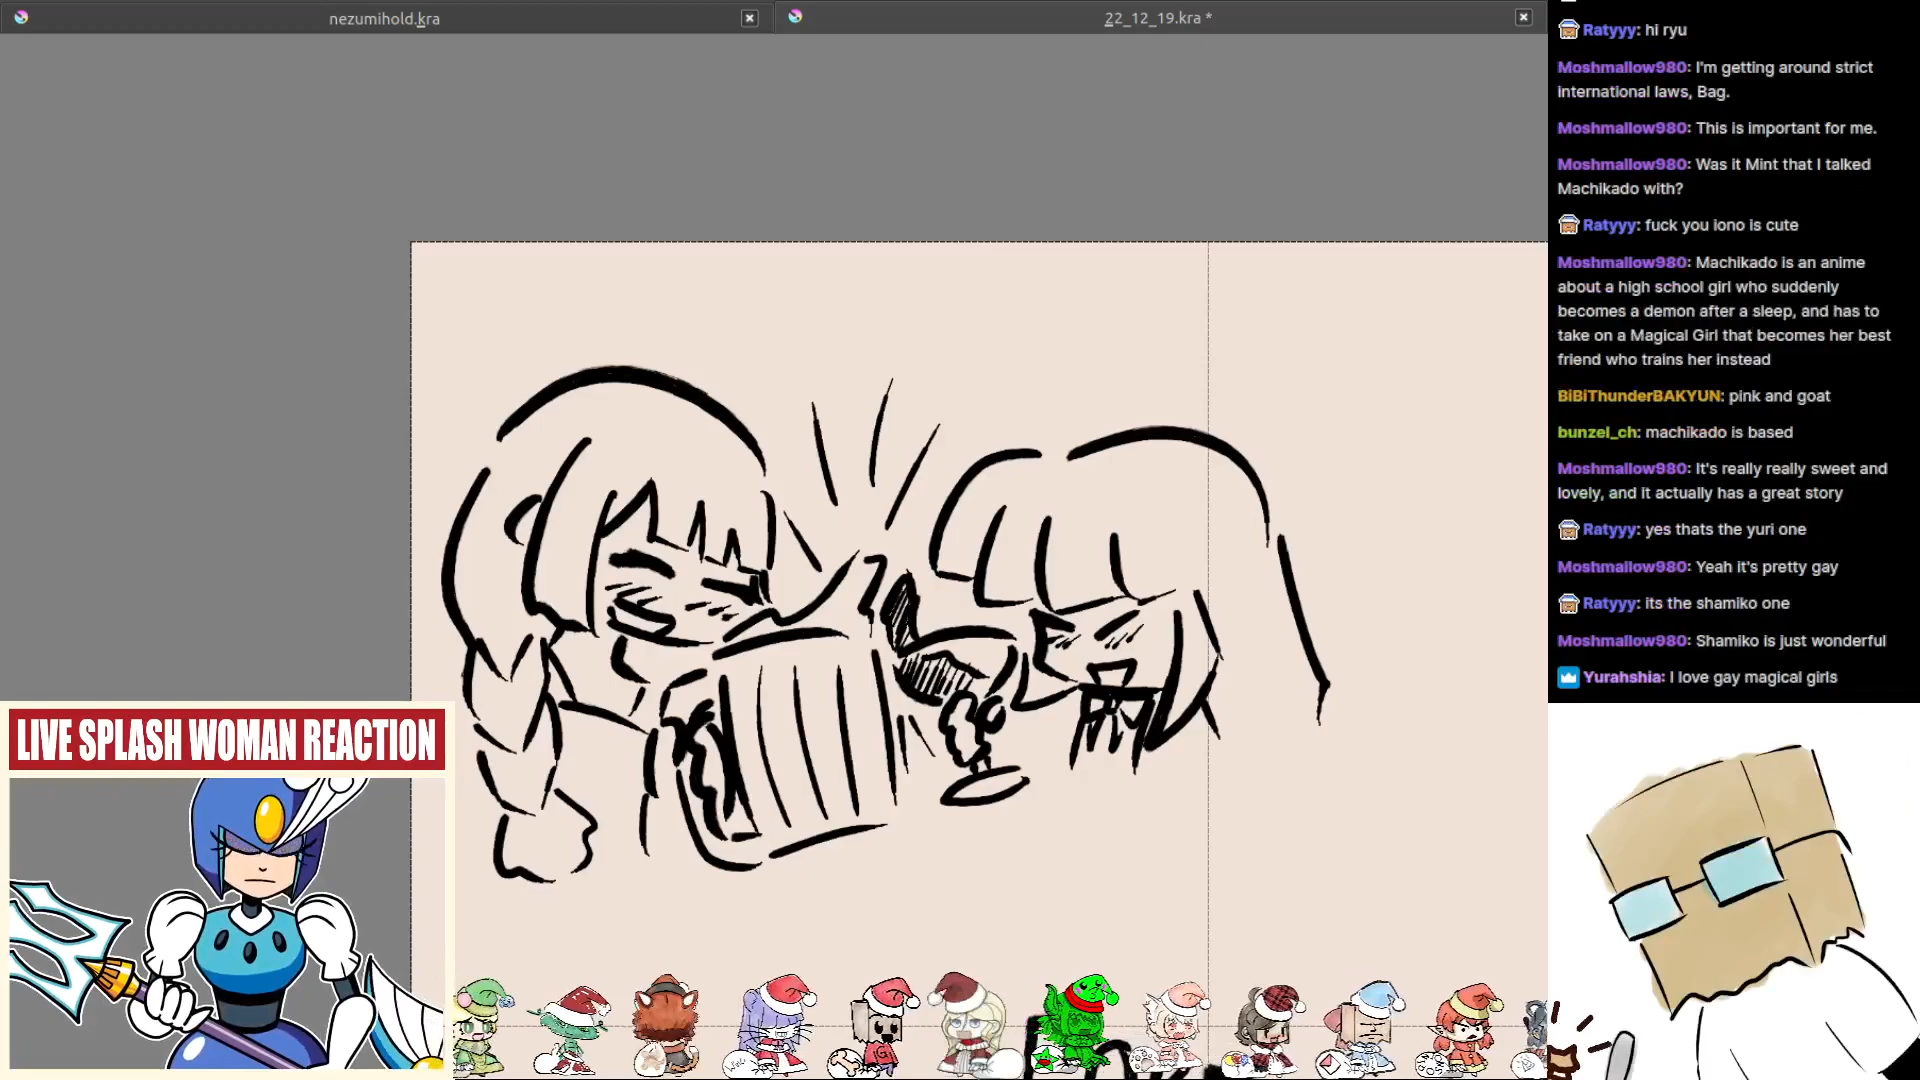 nezumihold.kra
22_12_19.kra *
Ratyyy: hi ryu
Moshmallow980: I'm getting around strict
international laws, Bag.
Moshmallow980: This is important for me.
Moshmallow980: Was it Mint that I talked
Machikado with?
Ratyyy: fuck you iono is cute
Moshmallow980: Machikado is an anime
about a high school girl who suddenly
becomes a demon after a sleep, and has to
take on a Magical Girl that becomes her best
friend who trains her instead
BiBiThunderBAKYUN: pink and goat
bunzel_ch: machikado is based
Moshmallow980: It's really really sweet and
lovely, and it actually has a great story
Ratyyy: yes thats the yuri one
Moshmallow980: Yeah it's pretty gay
Ratyyy: its the shamiko one
Moshmallow980: Shamiko is just wonderful
Yurahshia: I love gay magical girls
LIVE SPLASH WOMAN REACTION